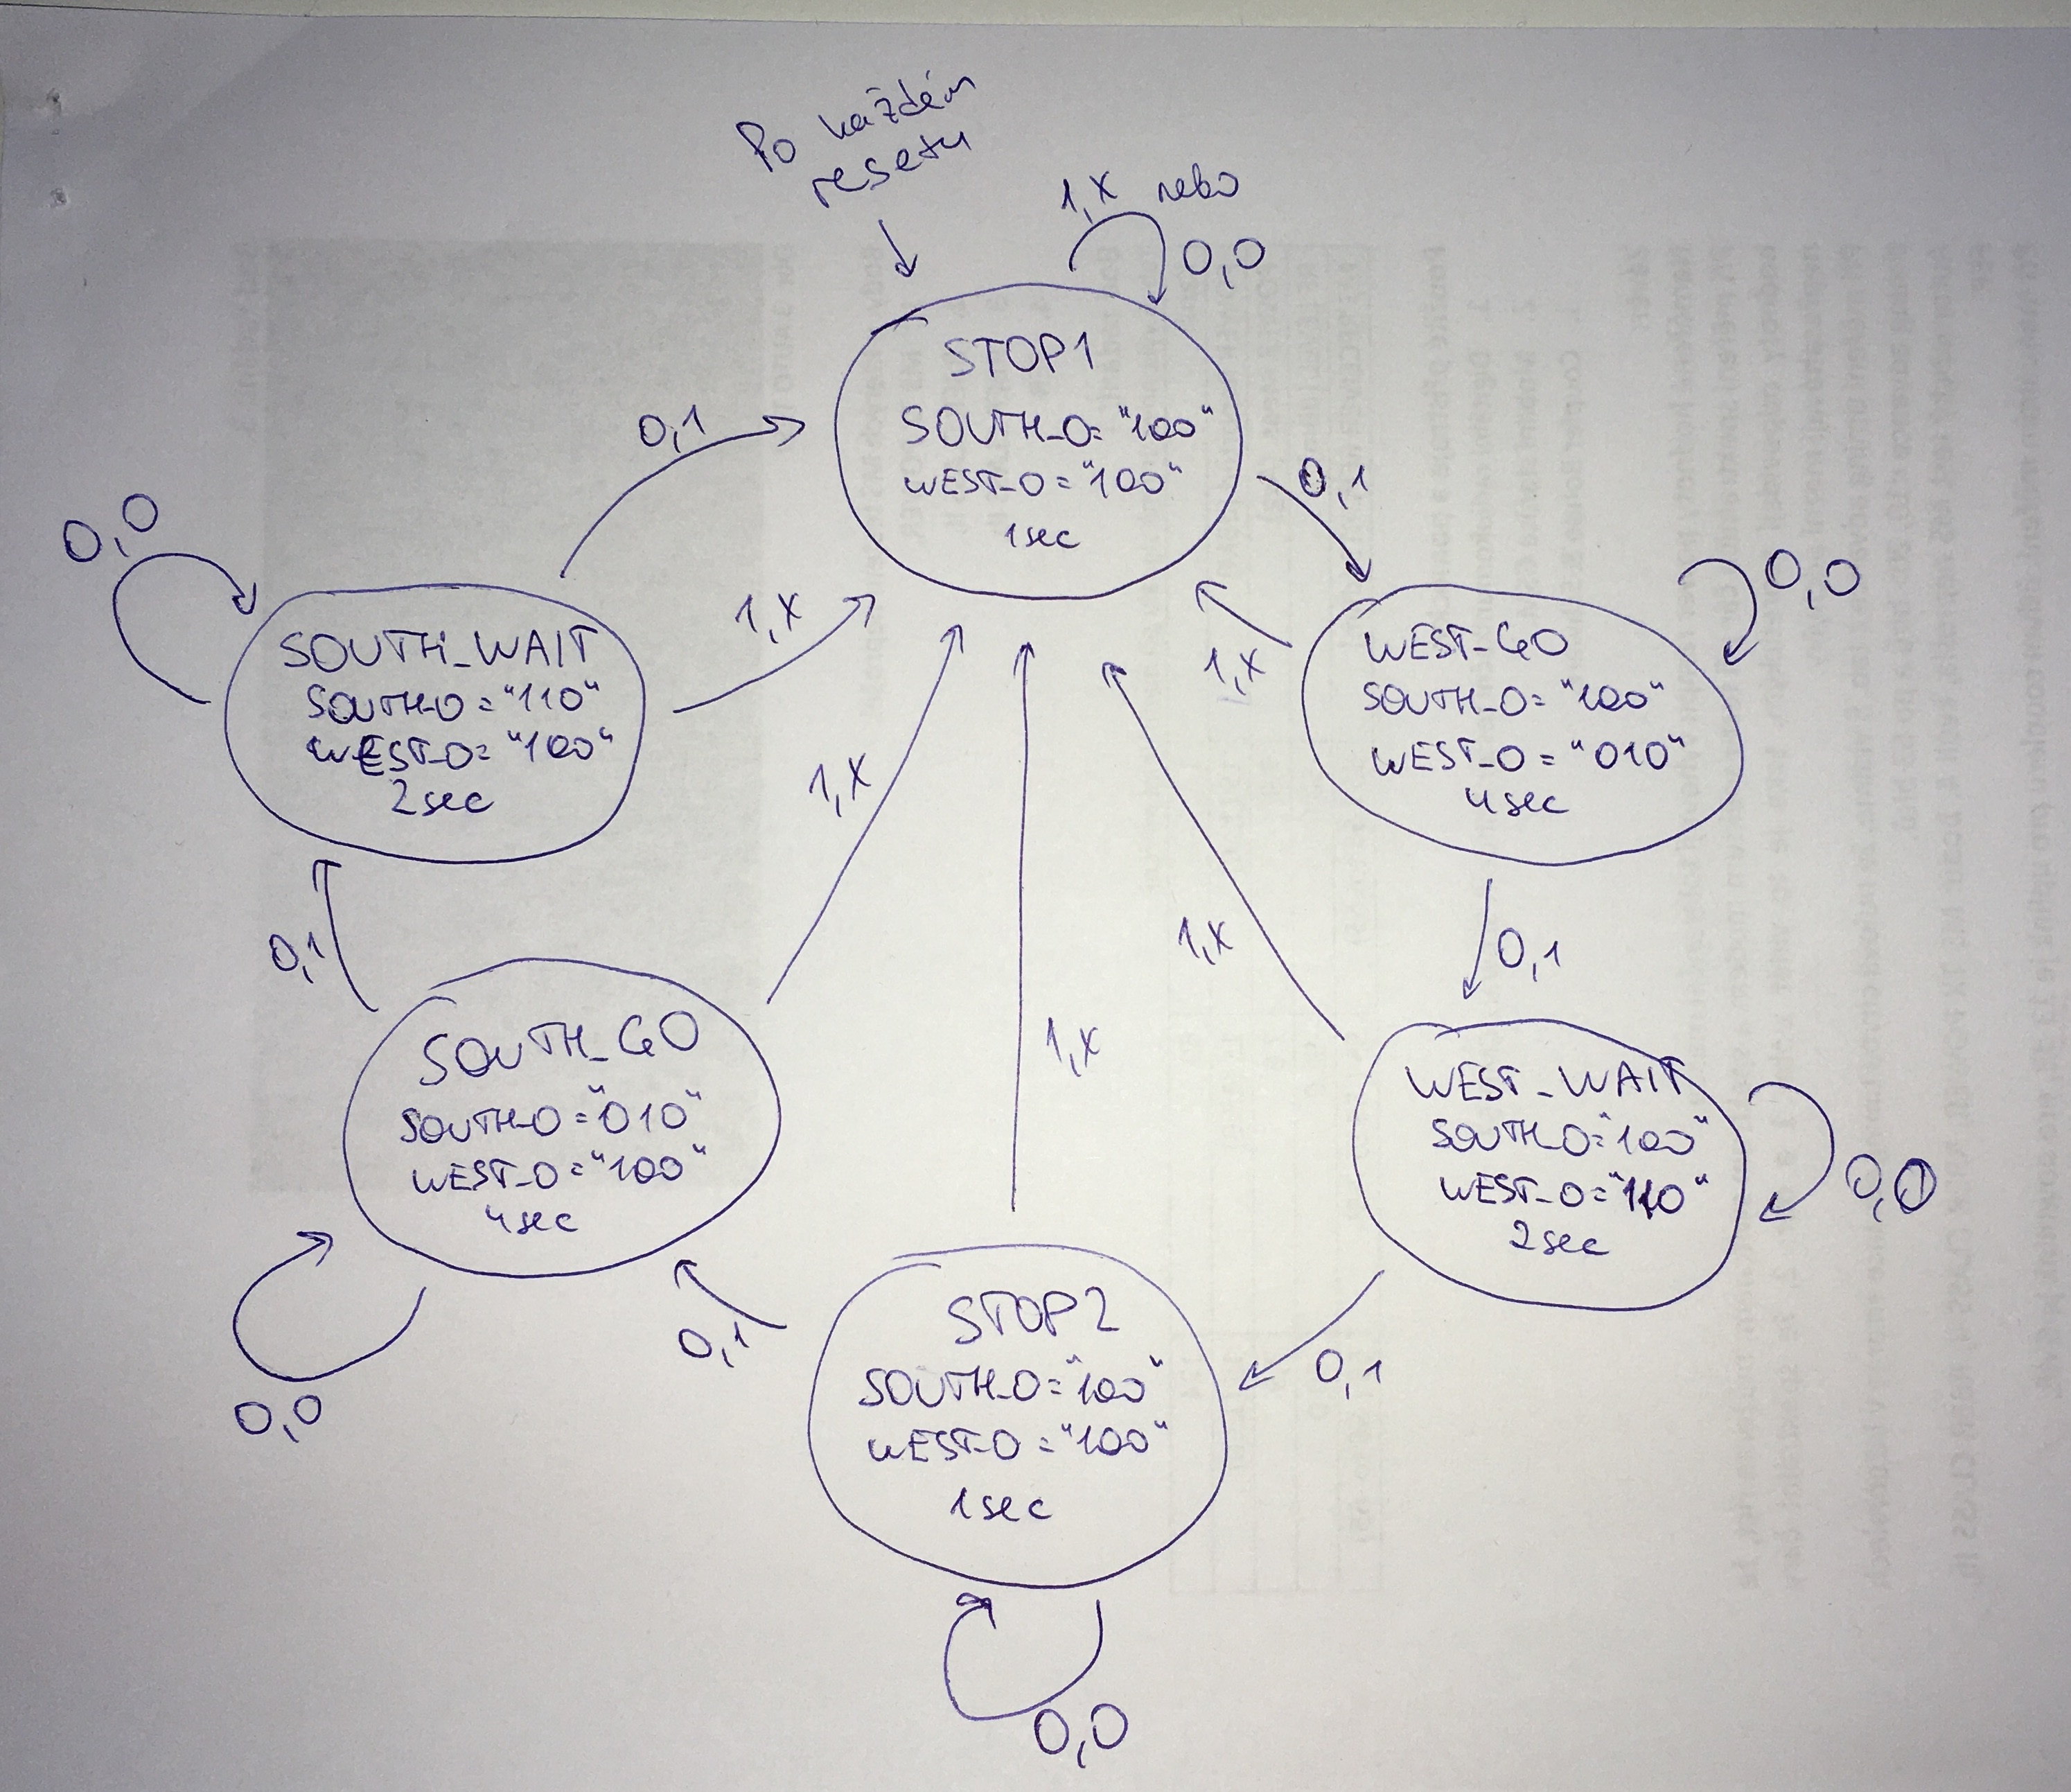 Po každém
resetu
1,X nebo
0,0
STOP1
SOUTH_O= "100"
WEST_O = "100"
1sec
0,1
0,1
0,0
SOUTH_WAIT
SOUTH_O = "110"
WEST_O= "100"
2sec
1,X
1,X
0,0
WEST_GO
SOUTH_O= "100"
WEST_O = "010"
4sec
1,X
1,X
1,X
0,1
0,1
SOUTH_GO
SOUTH_O="010"
WEST_O="100"
4sec
0,0
WEST_WAIT
SOUTH_O="100"
WEST_O="110"
2sec
0,0
0,1
0,1
STOP2
SOUTH_O="100"
WEST_O="100"
1sec
0,0